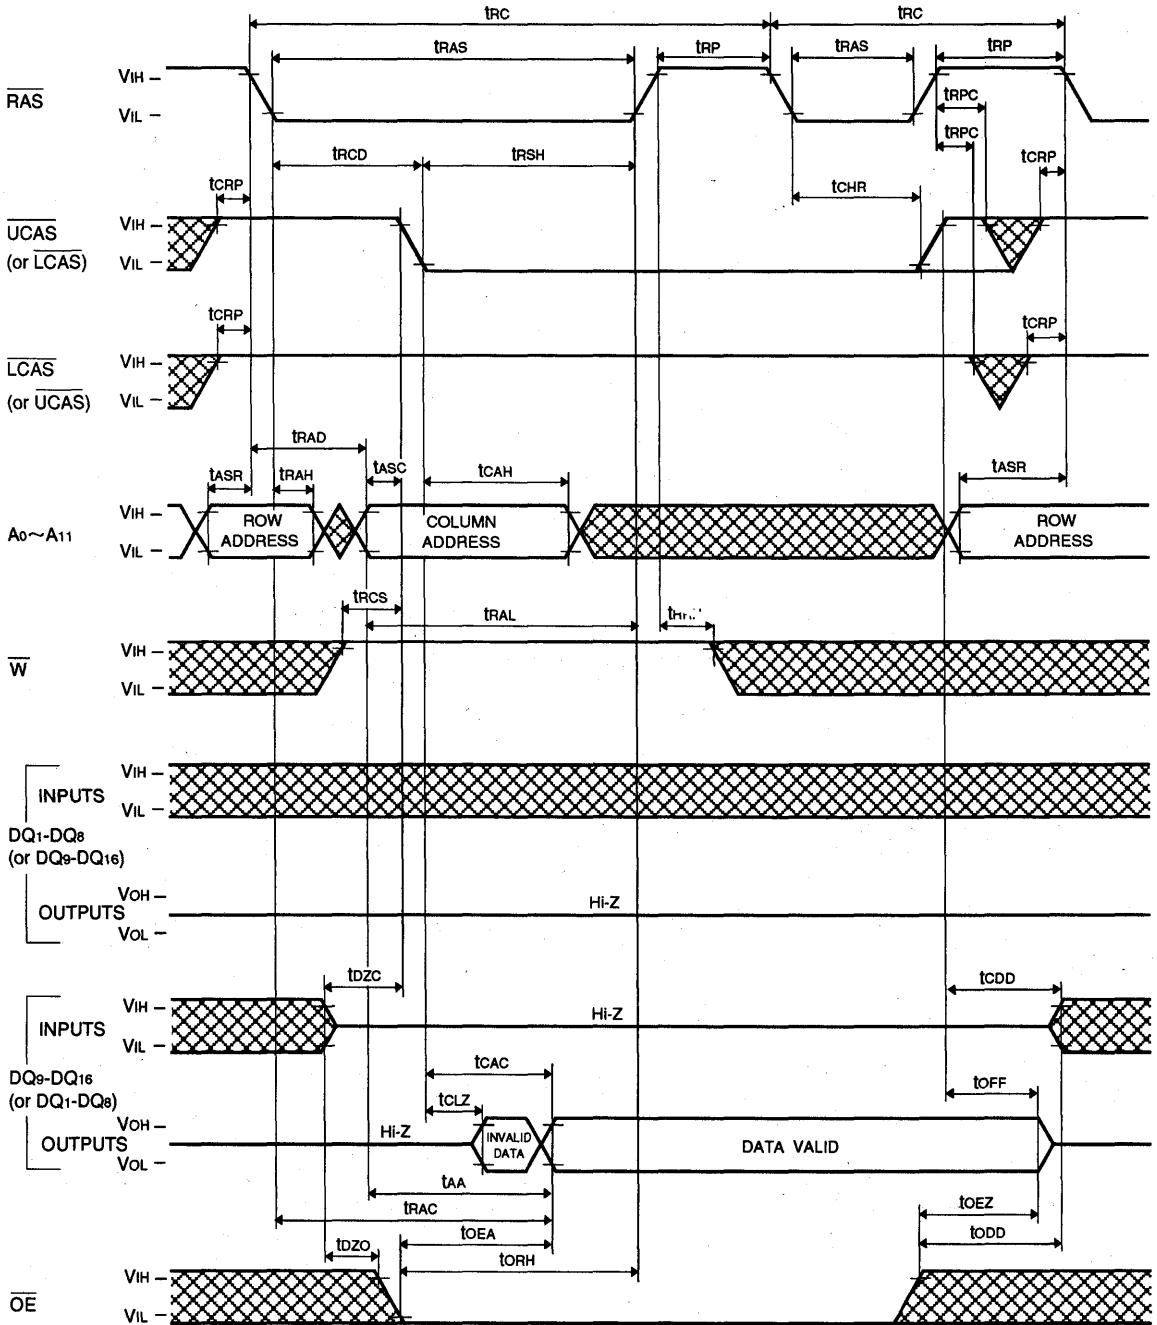 tRC tRC
tRAS tRP tRAS tRP
RAS
VIH
VIL
tRPC
tRPC
tRCD tRSH
tCRP
tCHR
tCRP
UCAS
(or LCAS)
VIH
VIL
tCRP
tCRP
LCAS
(or UCAS)
VIH
VIL
tRAD
tASR tRAH tASC tCAH tASR
A0~A11
VIH
VIL
ROW ADDRESS
COLUMN ADDRESS
ROW ADDRESS
tRCS
tRAL
W
VIH
VIL
DQ1-DQ8
(or DQ9-DQ16)
INPUTS
VIH
VIL
OUTPUTS
VOH
VOL
Hi-Z
tDZC
tCDD
DQ9-DQ16
(or DQ1-DQ8)
INPUTS
VIH
VIL
Hi-Z
tCAC
tCLZ
tOFF
OUTPUTS
VOH
VOL
Hi-Z
INVALID DATA
DATA VALID
tAA
tRAC
tOEZ
tOEA
tODD
tDZO
tORH
OE
VIH
VIL